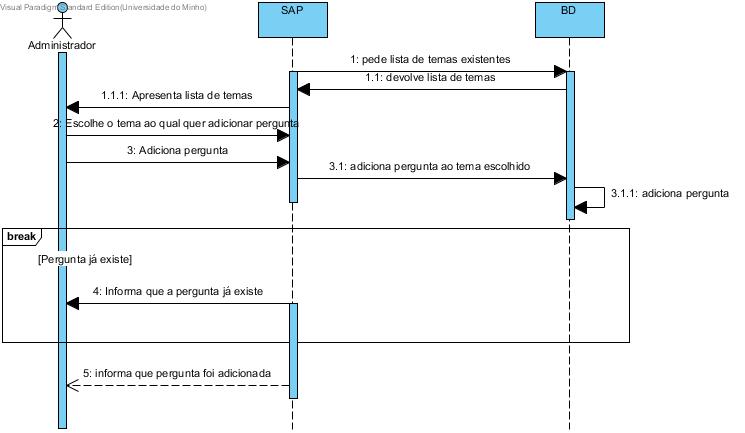 Visual Paradigm Standard Edition(Universidade do Minho)
SAP
BD
Administrador
1: pede lista de temas existentes
1.1: devolve lista de temas
1.1.1: Apresenta lista de temas
2: Escolhe o tema ao qual quer adicionar pergunta
3: Adiciona pergunta
3.1: adiciona pergunta ao tema escolhido
3.1.1: adiciona pergunta
break
[Pergunta já existe]
4: Informa que a pergunta já existe
5: informa que pergunta foi adicionada